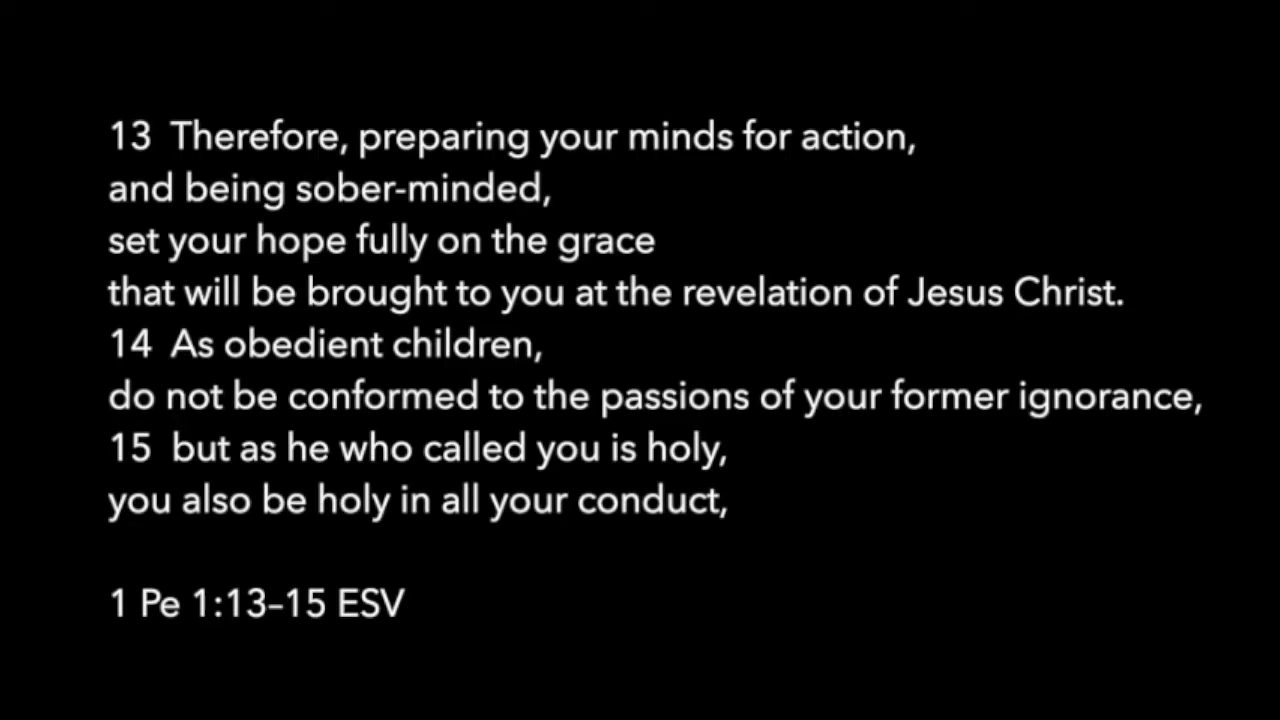 13 Therefore, preparing your minds for action,
and being sober-minded,
set your hope fully on the grace
that will be brought to you at the revelation of Jesus Christ.
14 As obedient children,
do not be conformed to the passions of your former ignorance,
15 but as he who called you is holy,
you also be holy in all your conduct,
1 Pe 1:13–15 ESV